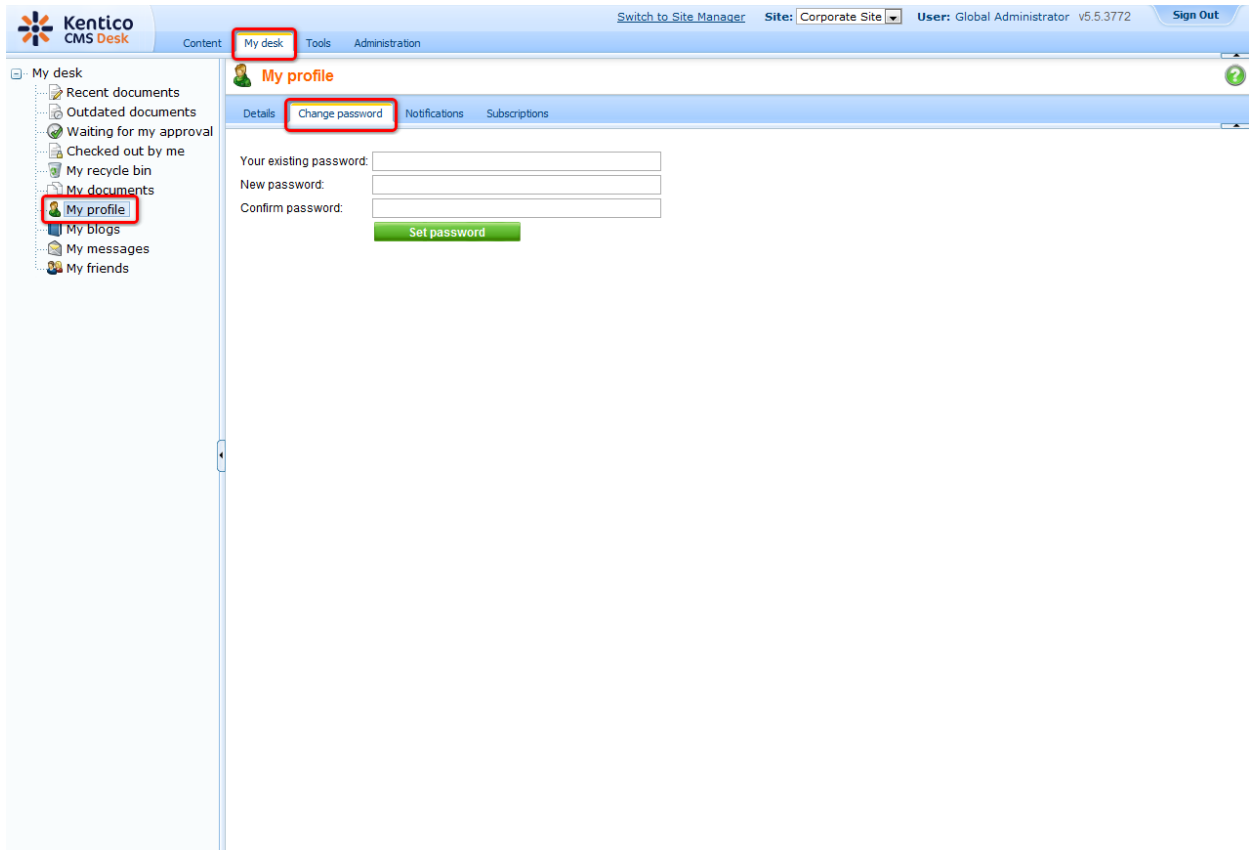 Kentico
CMS Desk
Switch to Site Manager Site: Corporate Site User: Global Administrator v5.5.3772 Sign Out
Content My desk Tools Administration
My desk
Recent documents
Outdated documents
Waiting for my approval
Checked out by me
My recycle bin
My documents
My profile
My blogs
My messages
My friends
My profile
Details Change password Notifications Subscriptions
Your existing password:
New password:
Confirm password:
Set password